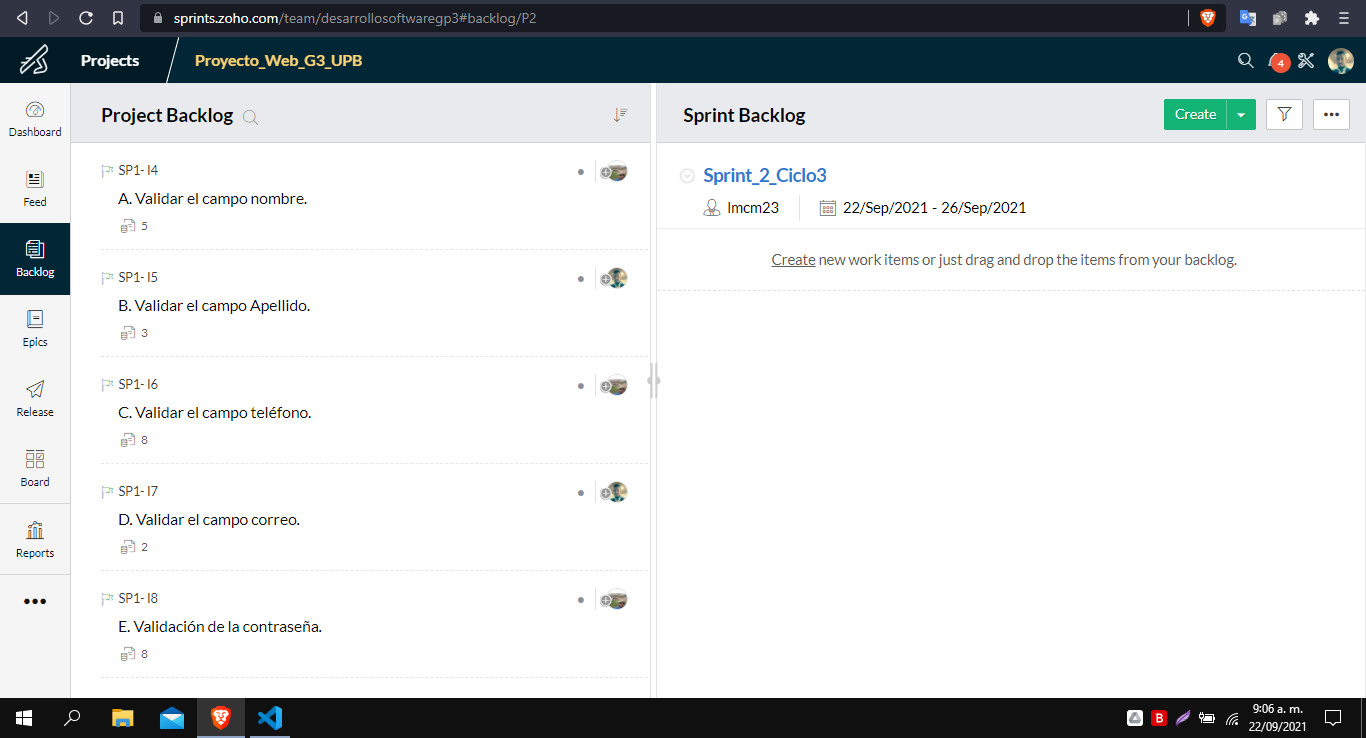 sprints.zoho.com/team/desarrollosoftwaregp3#backlog/P2
Projects
Proyecto_Web_G3_UPB
4
Dashboard
Feed
Backlog
Epics
Release
Board
Reports
Project Backlog
SP1- I4
A. Validar el campo nombre.
5
SP1- I5
B. Validar el campo Apellido.
3
SP1- I6
C. Validar el campo teléfono.
8
SP1- I7
D. Validar el campo correo.
2
SP1- I8
E. Validación de la contraseña.
8
Sprint Backlog
Create
Sprint_2_Ciclo3
lmcm23
22/Sep/2021 - 26/Sep/2021
Create new work items or just drag and drop the items from your backlog.
B
9:06 a. m.
22/09/2021